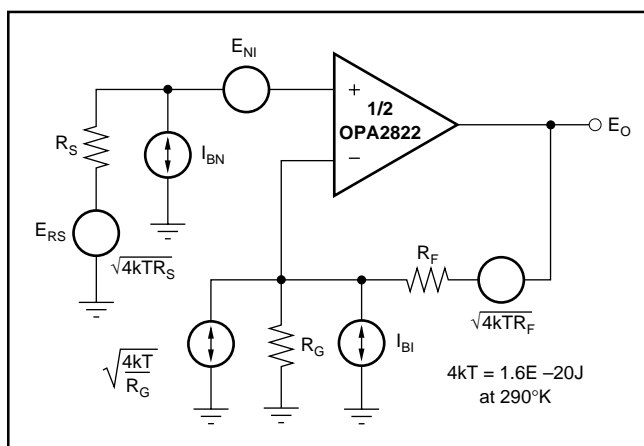 E_NI
+
1/2
OPA2822
−
E_O
R_S
I_BN
E_RS
√4kTR_S
R_F
√4kTR_F
√4kT/R_G
R_G
I_BI
4kT = 1.6E –20J
at 290°K